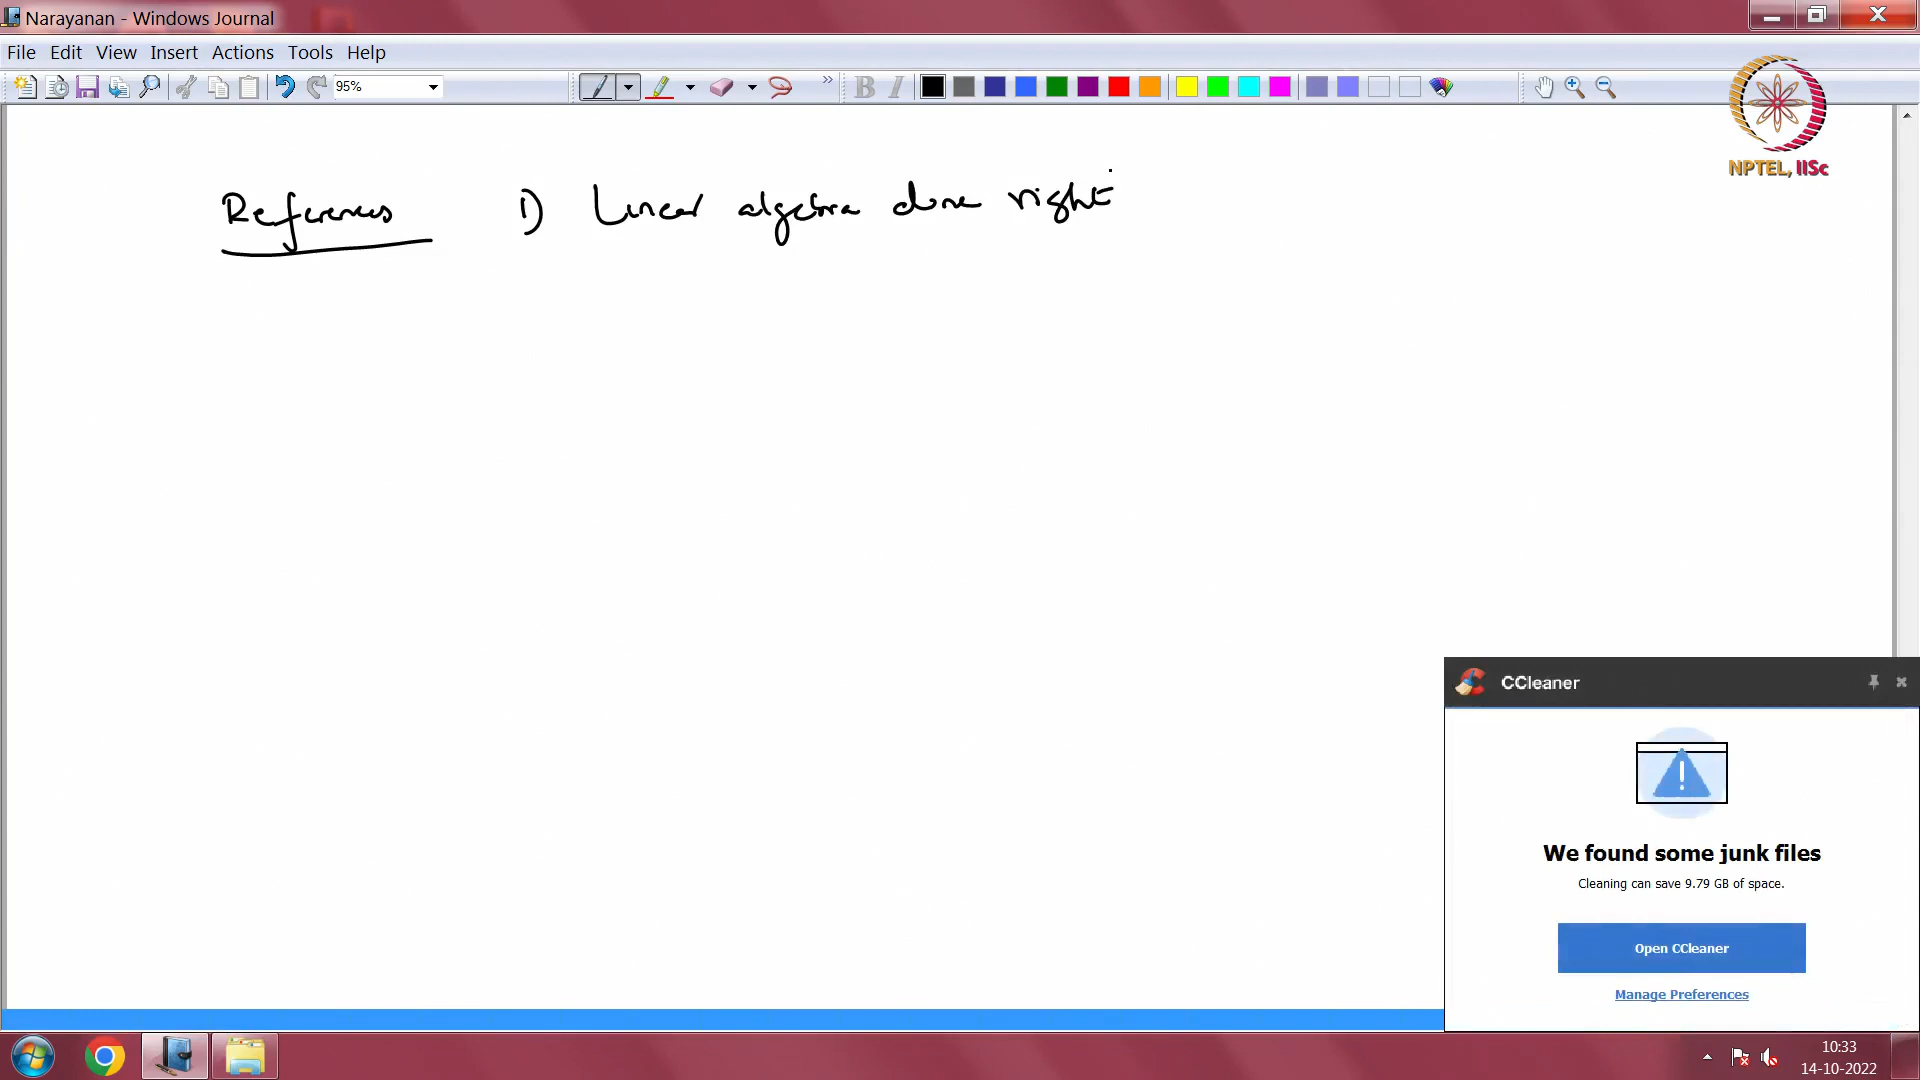 Narayanan - Windows Journal
File Edit View Insert Actions Tools Help
95%
NPTEL, IISc
References 1) Linear algebra done right
CCleaner
We found some junk files
Cleaning can save 9.79 GB of space.
Open CCleaner
Manage Preferences
10:33
14-10-2022